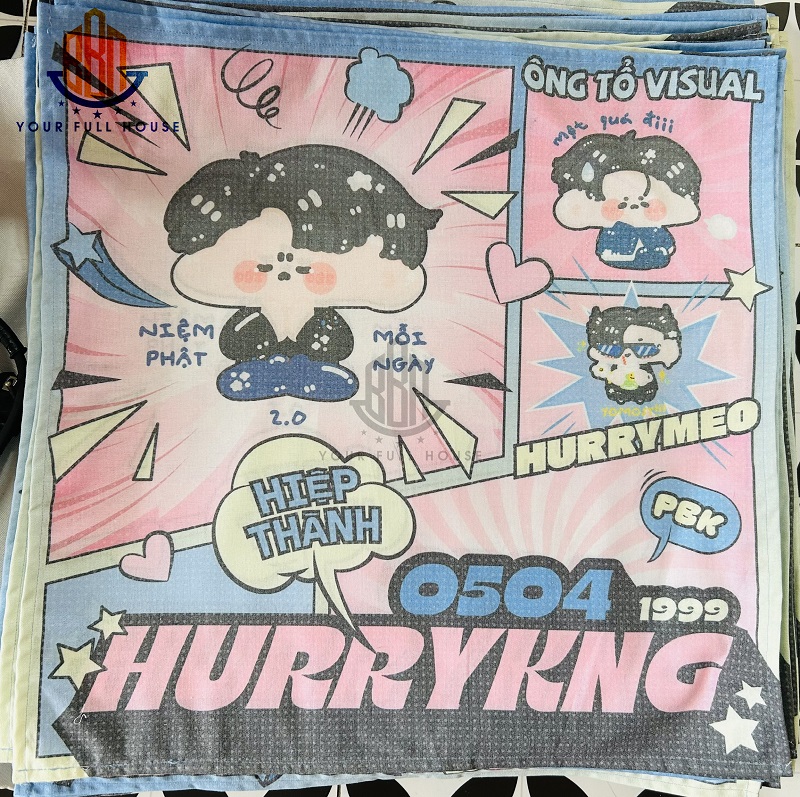 YOUR FULL HOUSE
ÔNG TỔ VISUAL
mệt quá điii
NIỆM
PHẬT
MỖI
NGÀY
2.0
YOUR FULL HOUSE
HURRYMEO
HIỆP
THÀNH
PBK
0504
1999
HURRYKNG